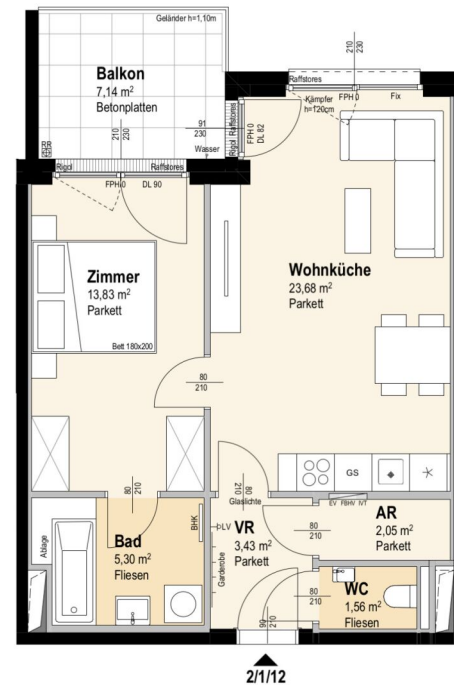 Geländer h=1,10m
Balkon
7,14 m²
Betonplatten
210
230
Raffstores
Kämpfer
h=120cm
FPH 0
Fix
91
230
210
230
Wasser
Rigol Raffstores
FPH 0
DL 82
Rigol
Raffstores
FPH 0
DL 90
Zimmer
13,83 m²
Parkett
Bett 180x200
Wohnküche
23,68 m²
Parkett
80
210
GS
80
210
80
210
Glaslichte
EV FBHV IVT
Ablage
Bad
5,30 m²
Fliesen
BHK
LV
Garderobe
VR
3,43 m²
Parkett
80
210
AR
2,05 m²
Parkett
80
210
WC
1,56 m²
Fliesen
90
210
2/1/12